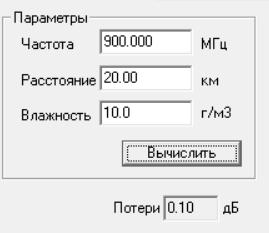 Параметры
Частота 900.000 МГц
Расстояние 20.00 км
Влажность 10.0 г/м3
Вычислить
Потери 0.10 дБ